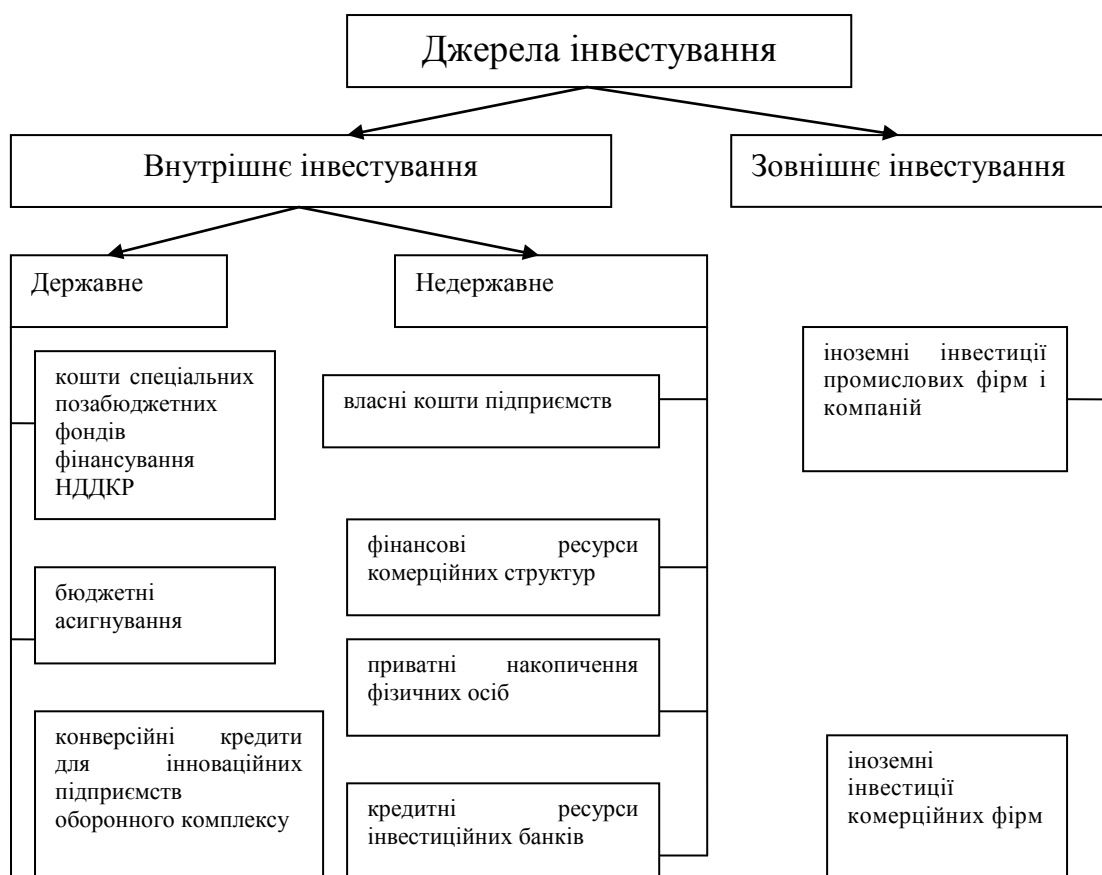 Джерела інвестування
Внутрішнє інвестування
Зовнішнє інвестування
Державне
Недержавне
кошти спеціальних
позабюджетних
фондів
фінансування
НДДКР
бюджетні
асигнування
конверсійні кредити
для інноваційних
підприємств
оборонного комплексу
власні кошти підприємств
фінансові ресурси
комерційних структур
приватні накопичення
фізичних осіб
кредитні ресурси
інвестиційних банків
іноземні інвестиції
промислових фірм і
компаній
іноземні
інвестиції
комерційних фірм